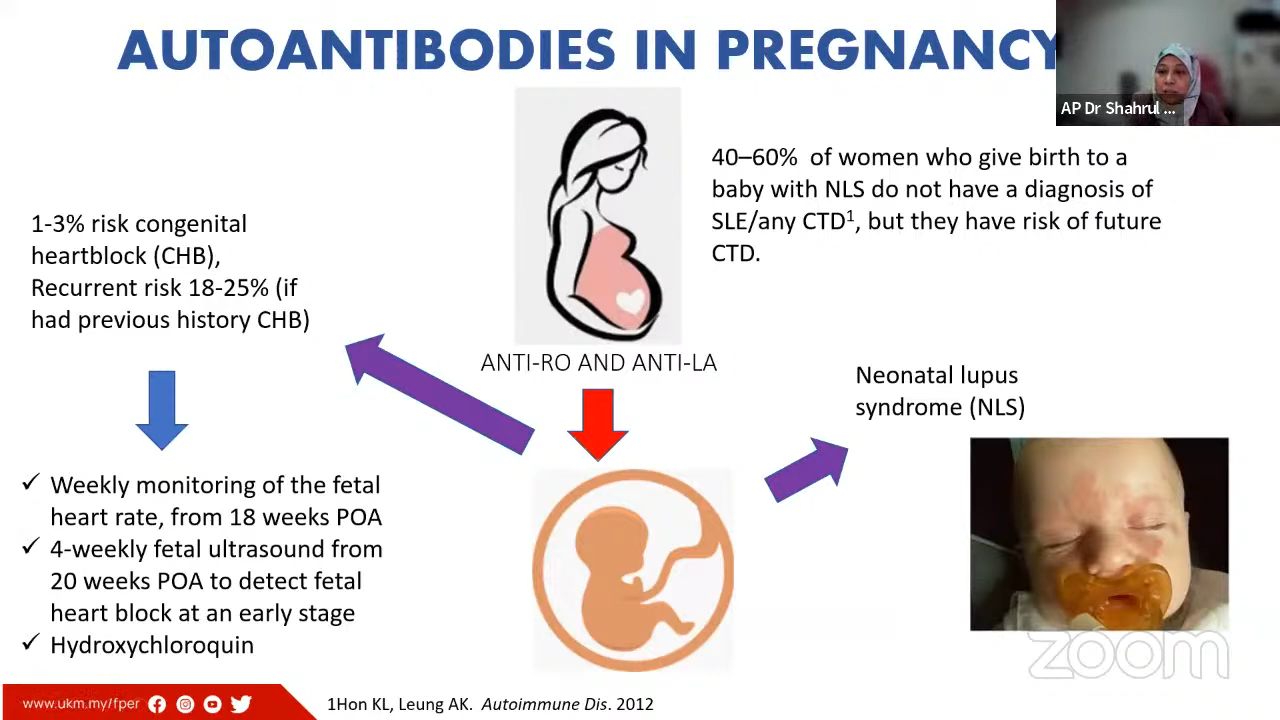 AUTOANTIBODIES IN PREGNANCY
AP Dr Shahrul ...
40–60% of women who give birth to a
baby with NLS do not have a diagnosis of
SLE/any CTD¹, but they have risk of future
CTD.
1-3% risk congenital
heartblock (CHB),
Recurrent risk 18-25% (if
had previous history CHB)
ANTI-RO AND ANTI-LA
Neonatal lupus
syndrome (NLS)
✓ Weekly monitoring of the fetal
heart rate, from 18 weeks POA
✓ 4-weekly fetal ultrasound from
20 weeks POA to detect fetal
heart block at an early stage
✓ Hydroxychloroquin
zoom
www.ukm.my/fper
1Hon KL, Leung AK. Autoimmune Dis. 2012